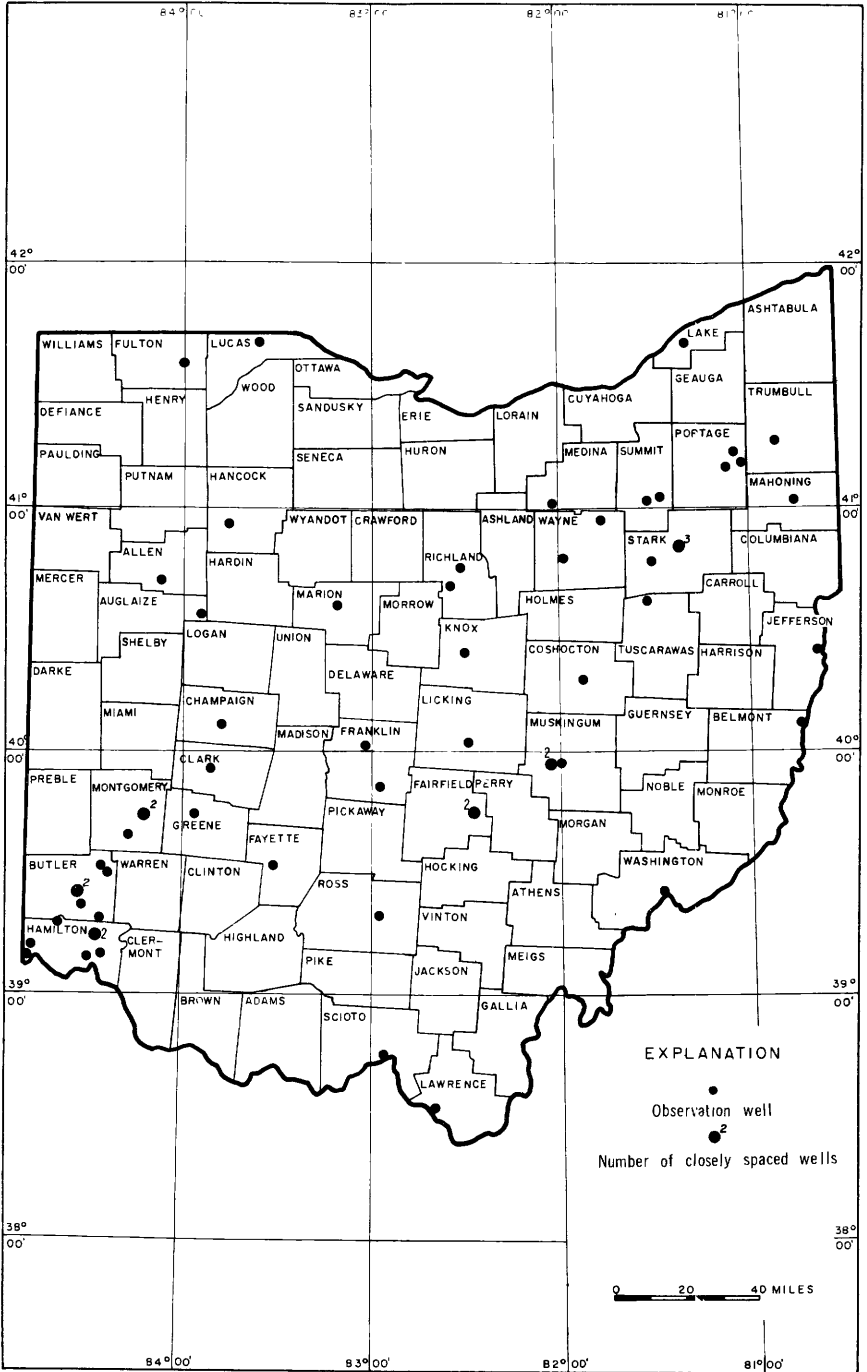 84°00' 83°00' 82°00' 81°00'
42° 00' 42° 00'
ASHTABULA
LAKE
WILLIAMS FULTON LUCAS
OTTAWA
GEAUGA
WOOD
HENRY
SANDUSKY
CUYAHOGA
TRUMBULL
DEFIANCE
ERIE LORAIN
PORTAGE
PAULDING
SENECA HURON MEDINA SUMMIT
PUTNAM HANCOCK
MAHONING
41° 00' 41° 00'
VAN WERT
WYANDOT CRAWFORD ASHLAND WAYNE
STARK 3
COLUMBIANA
ALLEN
HARDIN
RICHLAND
MERCER
CARROLL
AUGLAIZE
MARION
MORROW
HOLMES
JEFFERSON
LOGAN
UNION
KNOX
SHELBY
COSHOCTON TUSCARAWAS HARRISON
DARKE
DELAWARE
CHAMPAIGN
LICKING
MIAMI
GUERNSEY BELMONT
MUSKINGUM
MADISON FRANKLIN
40° 00' 40° 00'
CLARK
2
PREBLE
MONTGOMERY
FAIRFIELD PERRY
NOBLE MONROE
2
2
PICKAWAY
GREENE
MORGAN
FAYETTE
BUTLER WARREN
CLINTON
HOCKING
WASHINGTON
2
ROSS
ATHENS
VINTON
HAMILTON 2
CLER-
MONT
HIGHLAND
PIKE
MEIGS
JACKSON
39° 00' 39° 00'
BROWN ADAMS
SCIOTO
GALLIA
LAWRENCE
EXPLANATION
Observation well
2
Number of closely spaced wells
38° 00' 38° 00'
0 20 40 MILES
84°00' 83°00' 82°00' 81°00'